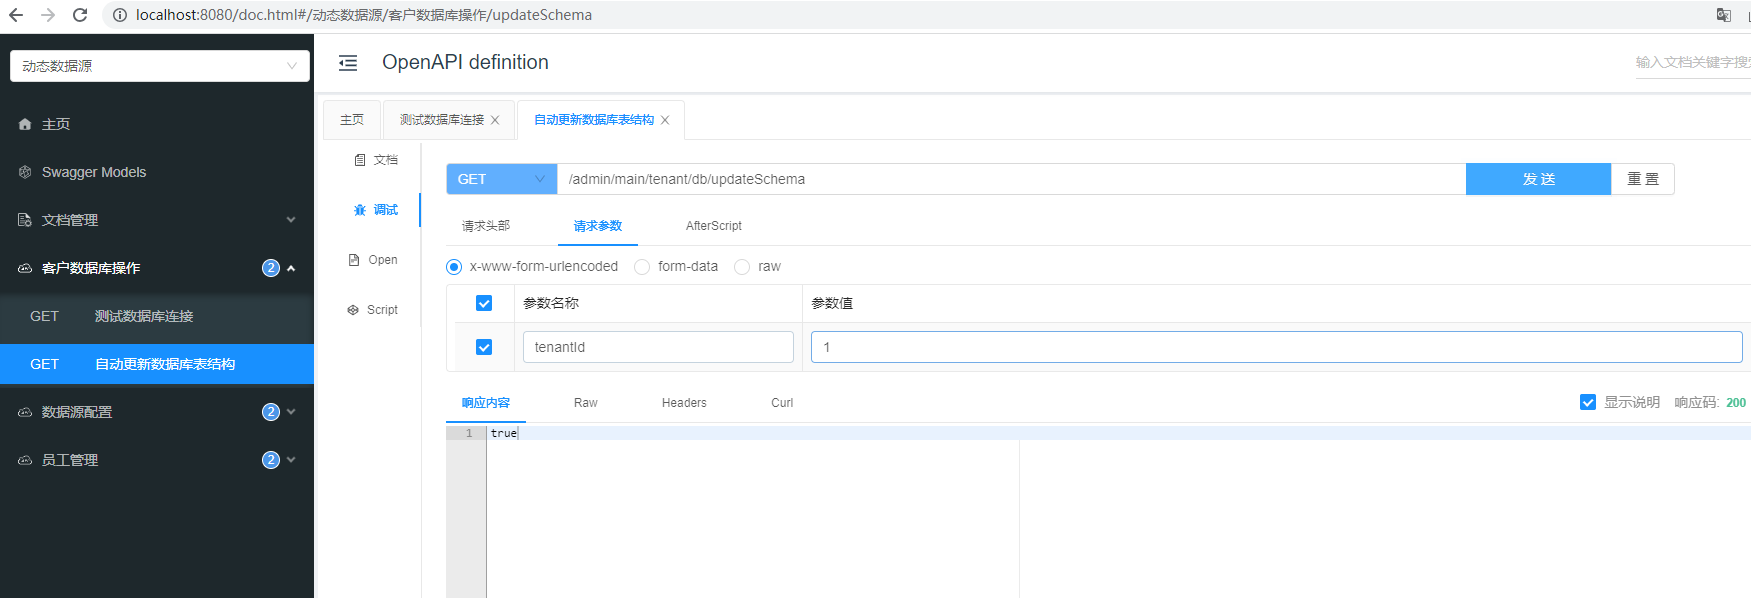 localhost:8080/doc.html#/动态数据源/客户数据库操作/updateSchema
动态数据源
主页
Swagger Models
文档管理
客户数据库操作 2
GET 测试数据库连接
GET 自动更新数据库表结构
数据源配置 2
员工管理 2
OpenAPI definition
输入文档关键字搜
主页 测试数据库连接 自动更新数据库表结构
文档
调试
Open
Script
GET /admin/main/tenant/db/updateSchema 发 送 重 置
请求头部 请求参数 AfterScript
x-www-form-urlencoded form-data raw
参数名称 参数值
tenantId 1
响应内容 Raw Headers Curl 显示说明 响应码: 200
1 true